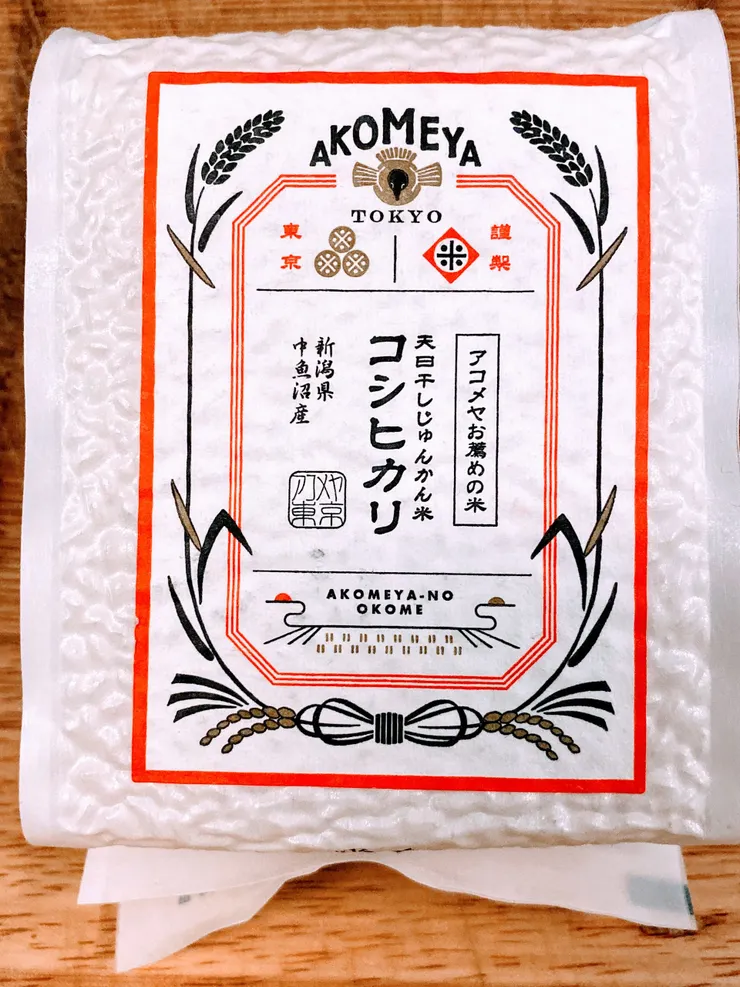 AKOMEYA
TOKYO
東京
謹製
米
アコメヤお薦めの米
天日干しじゅんかん米
コシヒカリ
新潟県
中魚沼産
アコメヤ
東京
AKOMEYA-NO
OKOME